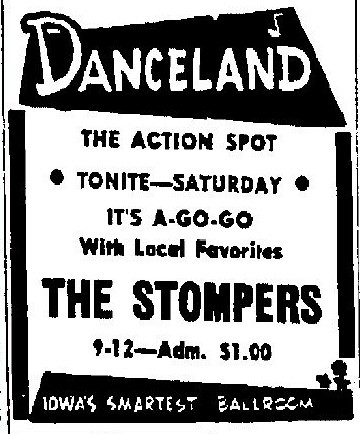 DANCELAND
THE ACTION SPOT
• TONITE—SATURDAY •
IT'S A-GO-GO
With Local Favorites
THE STOMPERS
9-12—Adm. $1.00
IOWA'S SMARTEST BALLROOM